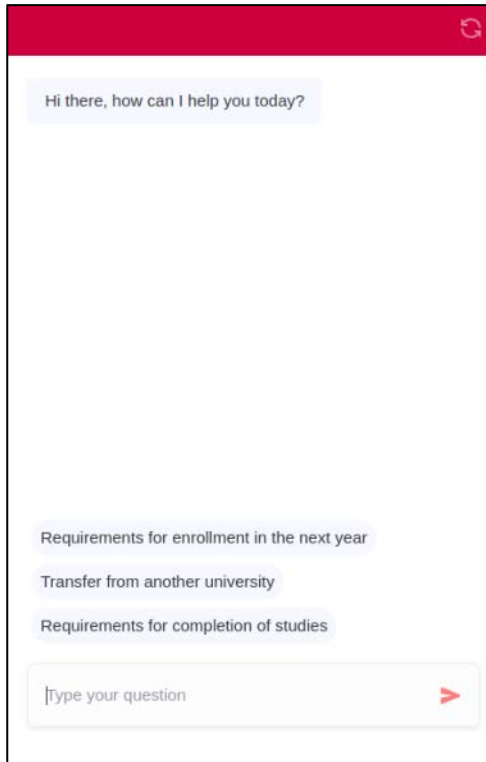 Hi there, how can I help you today?
Requirements for enrollment in the next year
Transfer from another university
Requirements for completion of studies
Type your question